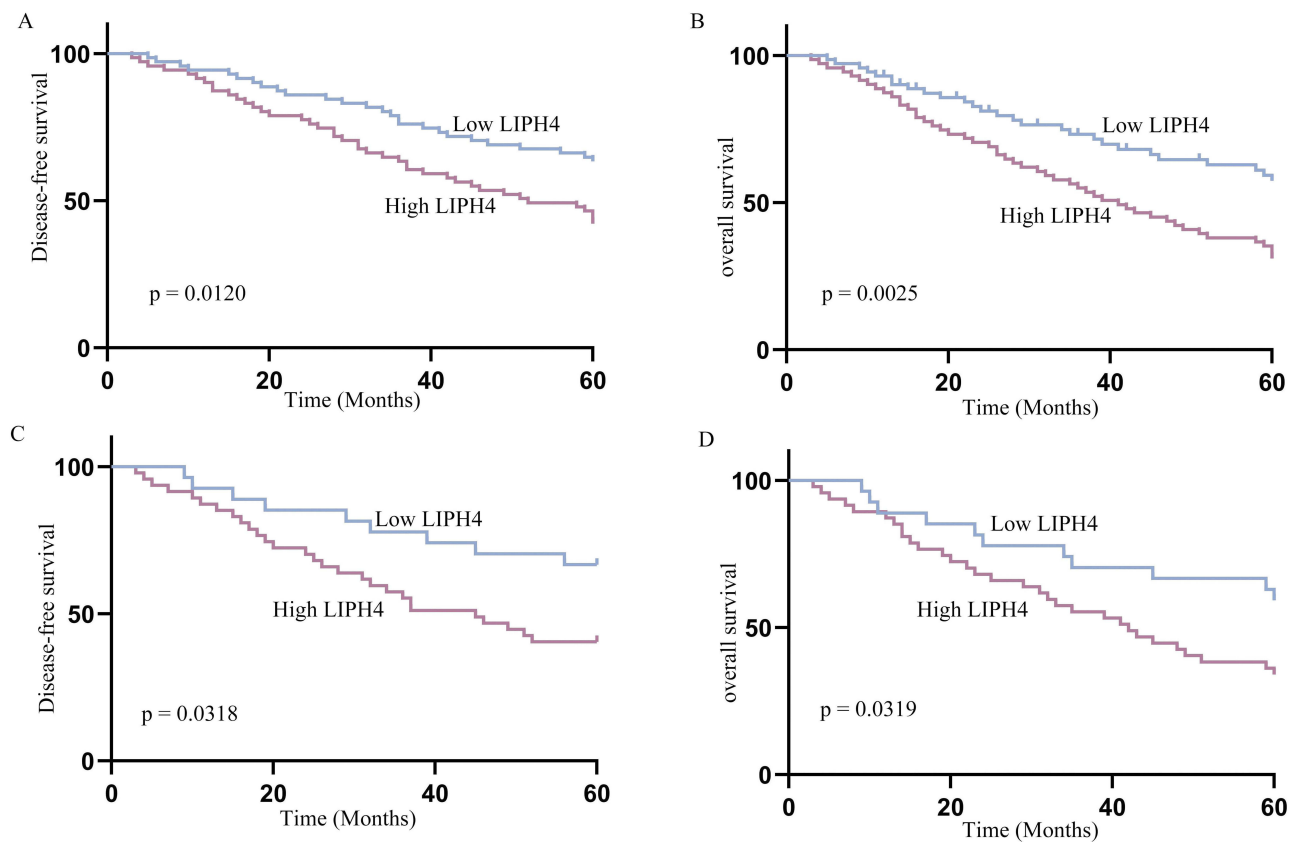 A
Disease-free survival
100
50
0
Low LIPH4
High LIPH4
p = 0.0120
0 20 40 60
Time (Months)
B
overall survival
100
50
0
Low LIPH4
High LIPH4
p = 0.0025
0 20 40 60
Time (Months)
C
Disease-free survival
100
50
0
Low LIPH4
High LIPH4
p = 0.0318
0 20 40 60
Time (Months)
D
overall survival
100
50
0
Low LIPH4
High LIPH4
p = 0.0319
0 20 40 60
Time (Months)